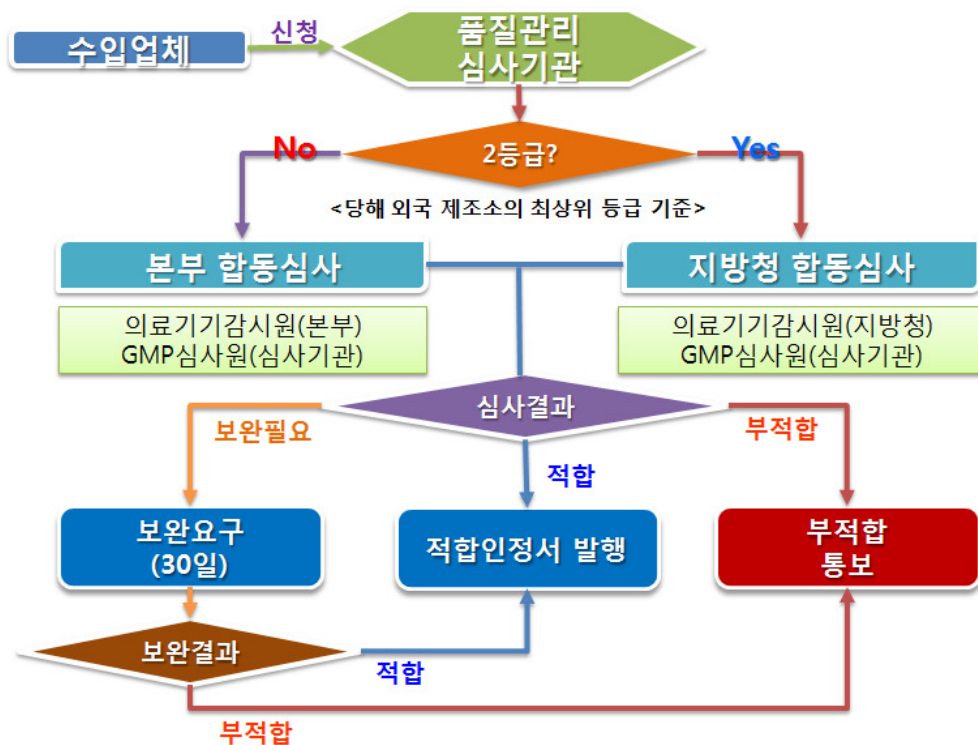 수입업체
신청
품질관리
심사기관
No
2등급?
Yes
<당해 외국 제조소의 최상위 등급 기준>
본부 합동심사
지방청 합동심사
의료기기감시원(본부)
GMP심사원(심사기관)
의료기기감시원(지방청)
GMP심사원(심사기관)
심사결과
보완필요
부적합
적합
보완요구
(30일)
적합인정서 발행
부적합
통보
보완결과
적합
부적합